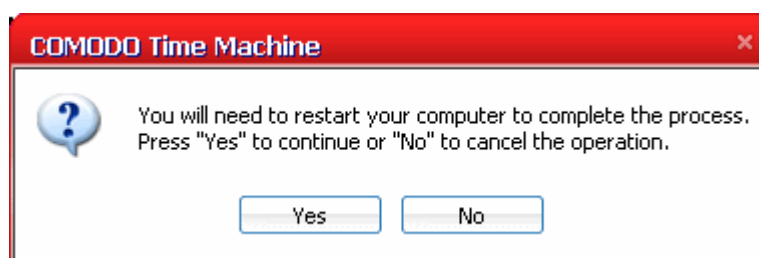 COMODO Time Machine
You will need to restart your computer to complete the process.
Press "Yes" to continue or "No" to cancel the operation.
Yes No